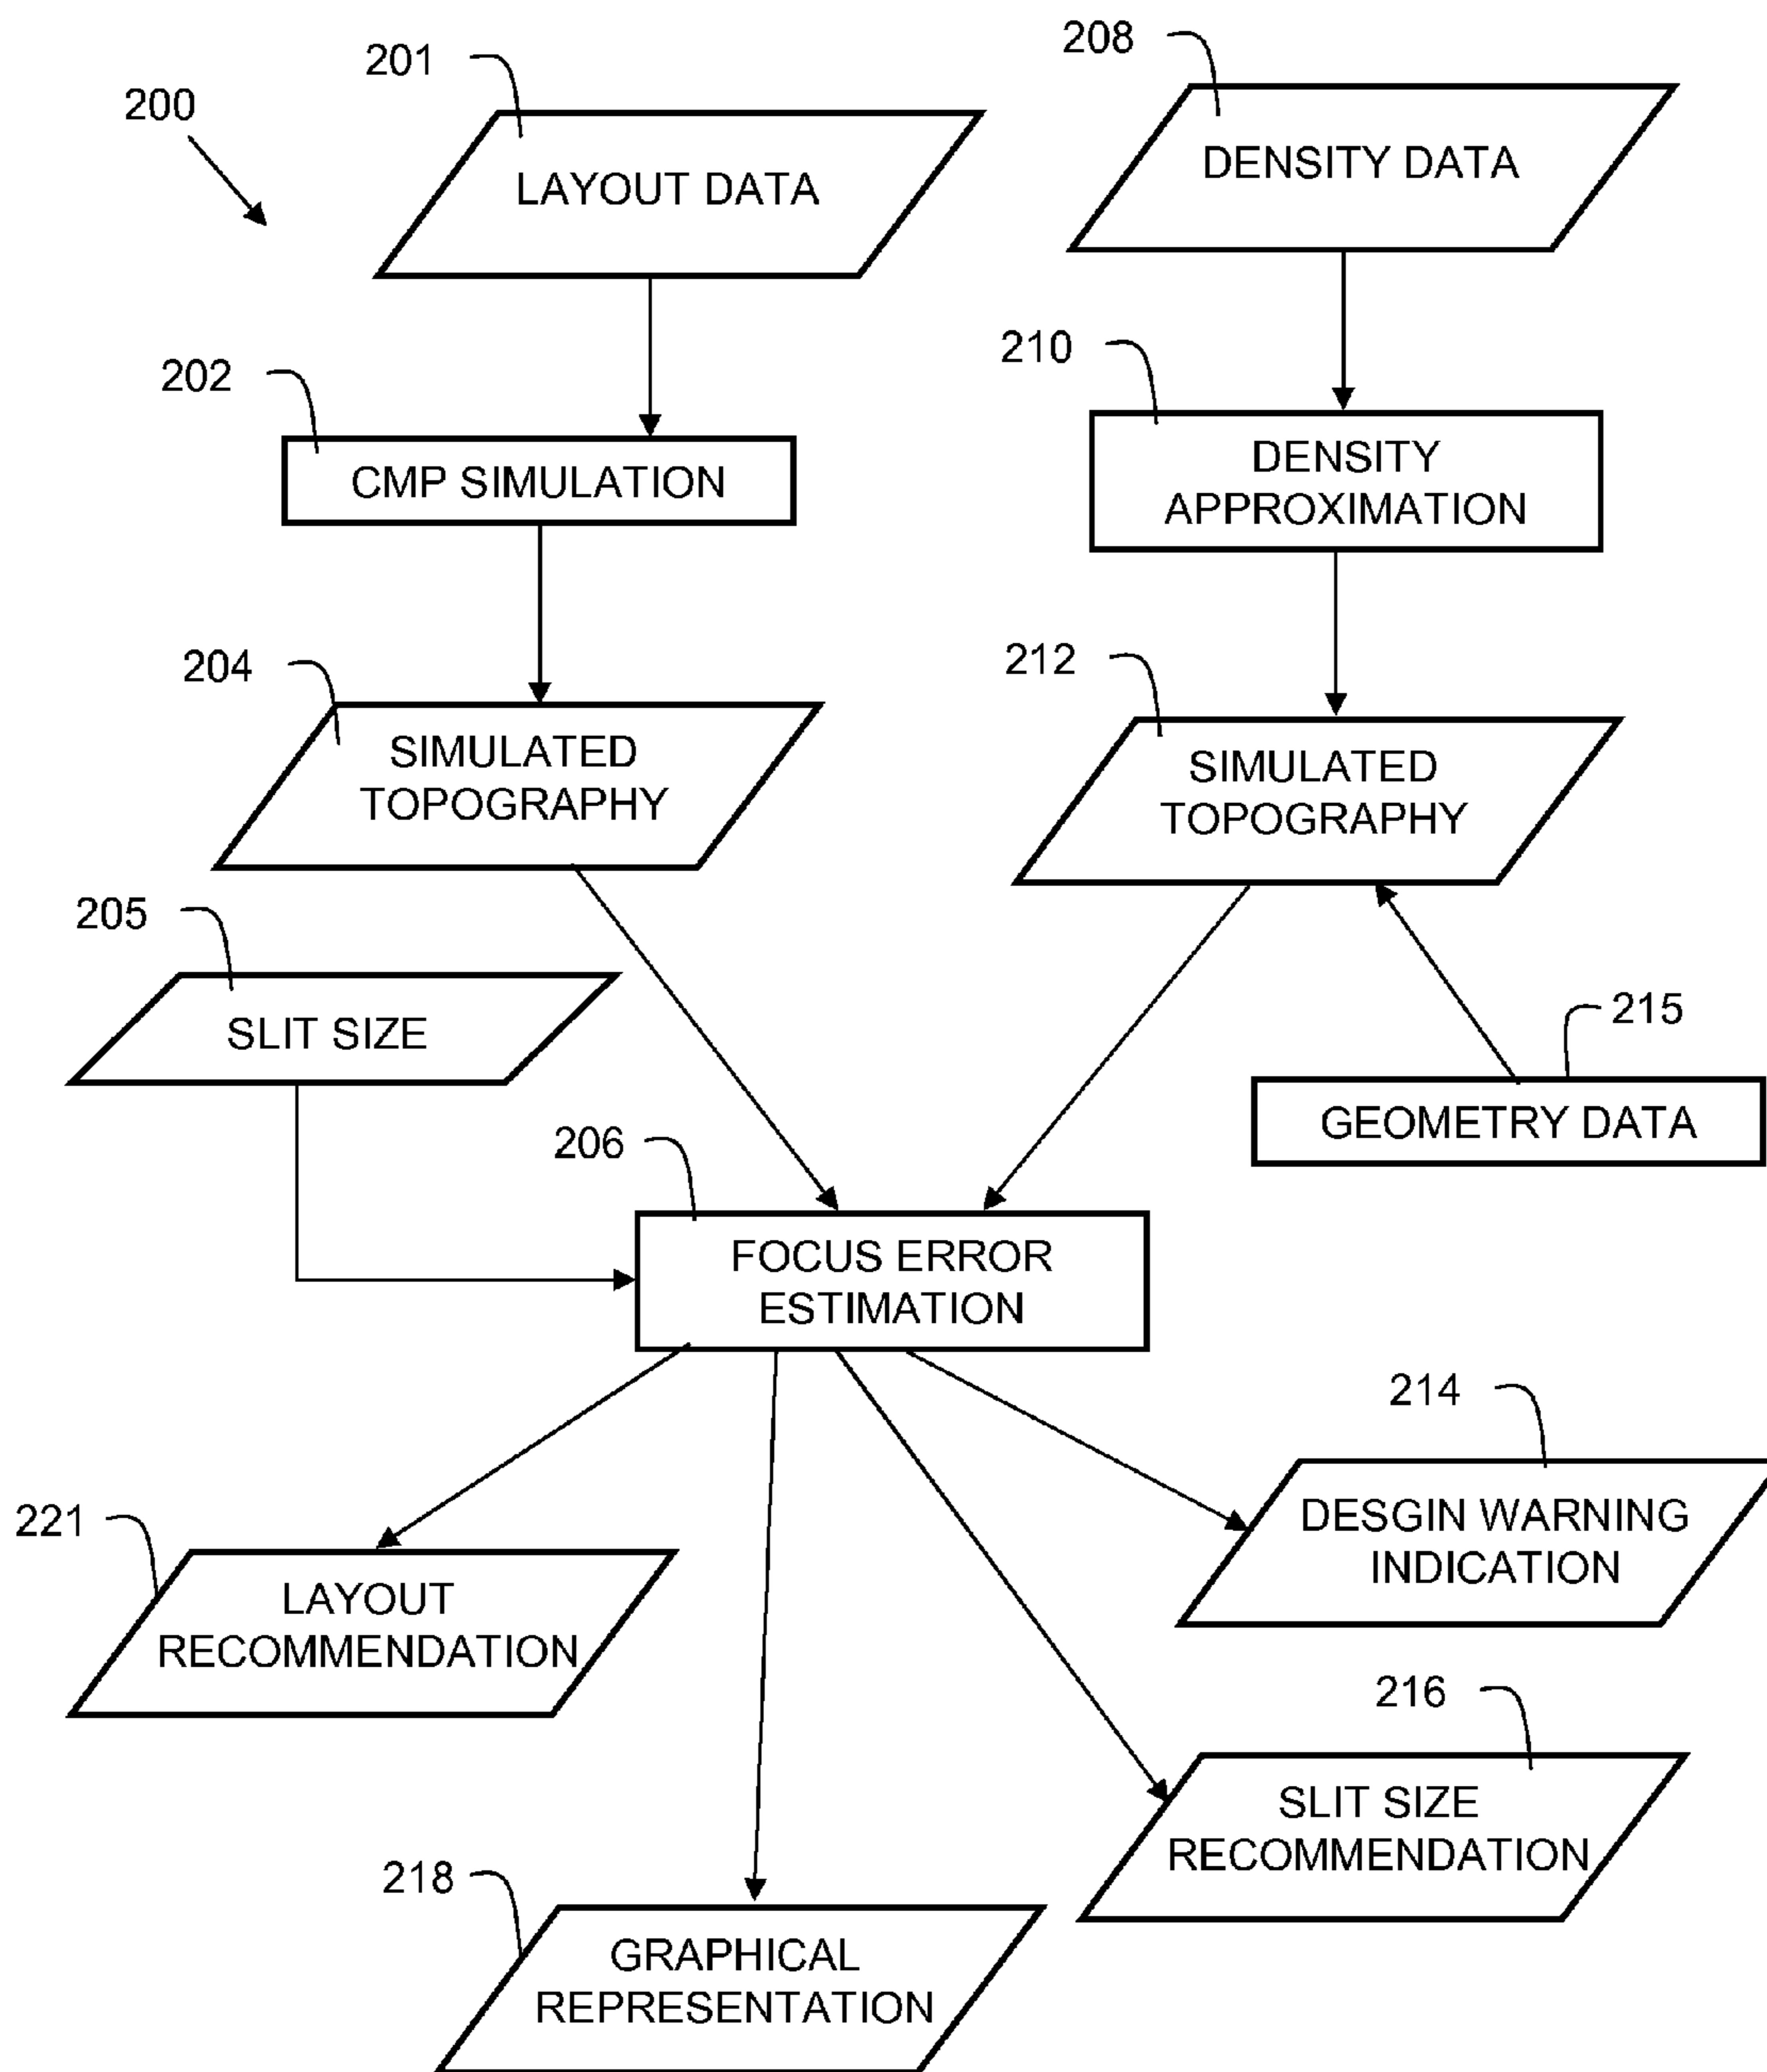 200
201
LAYOUT DATA
208
DENSITY DATA
202
CMP SIMULATION
210
DENSITY
APPROXIMATION
204
SIMULATED
TOPOGRAPHY
212
SIMULATED
TOPOGRAPHY
205
SLIT SIZE
215
GEOMETRY DATA
206
FOCUS ERROR
ESTIMATION
214
DESGIN WARNING
INDICATION
221
LAYOUT
RECOMMENDATION
216
SLIT SIZE
RECOMMENDATION
218
GRAPHICAL
REPRESENTATION